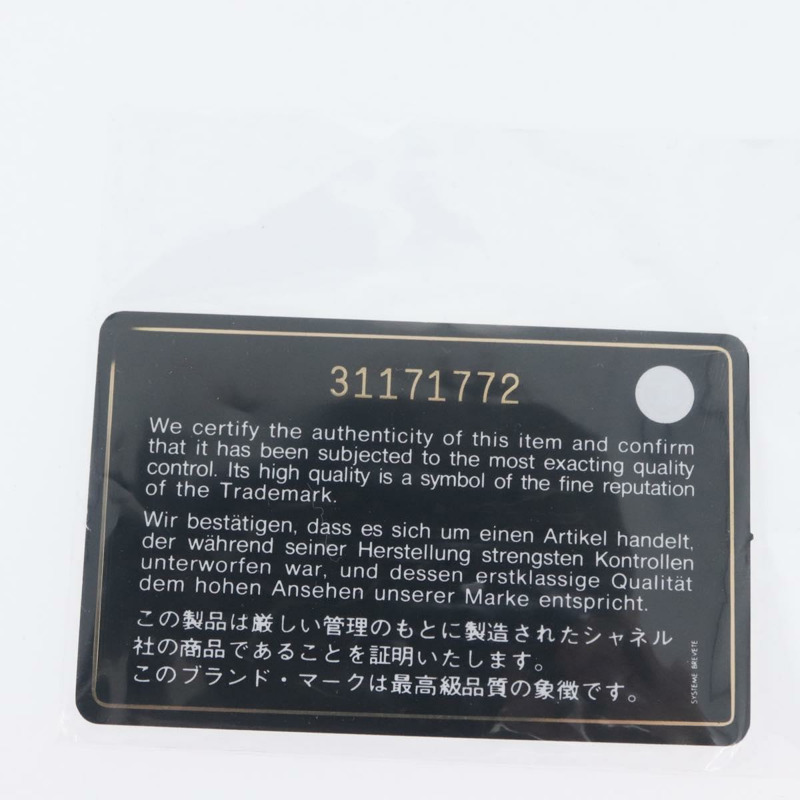 31171772
We certify the authenticity of this item and confirm
that it has been subjected to the most exacting quality
control. Its high quality is a symbol of the fine reputation
of the Trademark.
Wir bestätigen, dass es sich um einen Artikel handelt,
der während seiner Herstellung strengsten Kontrollen
unterworfen war, und dessen erstklassige Qualität
dem hohen Ansehen unserer Marke entspricht.
この製品は厳しい管理のもとに製造されたシャネル
社の商品であることを証明いたします。
このブランド・マークは最高級品質の象徴です。
SYSTEME BREVETE